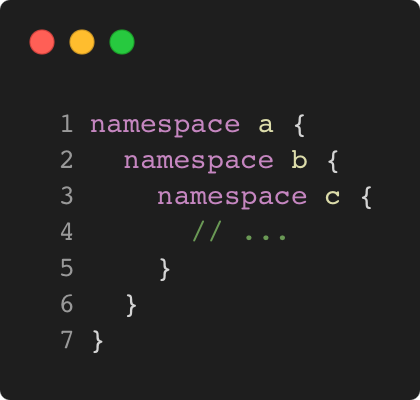 1 namespace a {
2   namespace b {
3     namespace c {
4       // ...
5     }
6   }
7 }